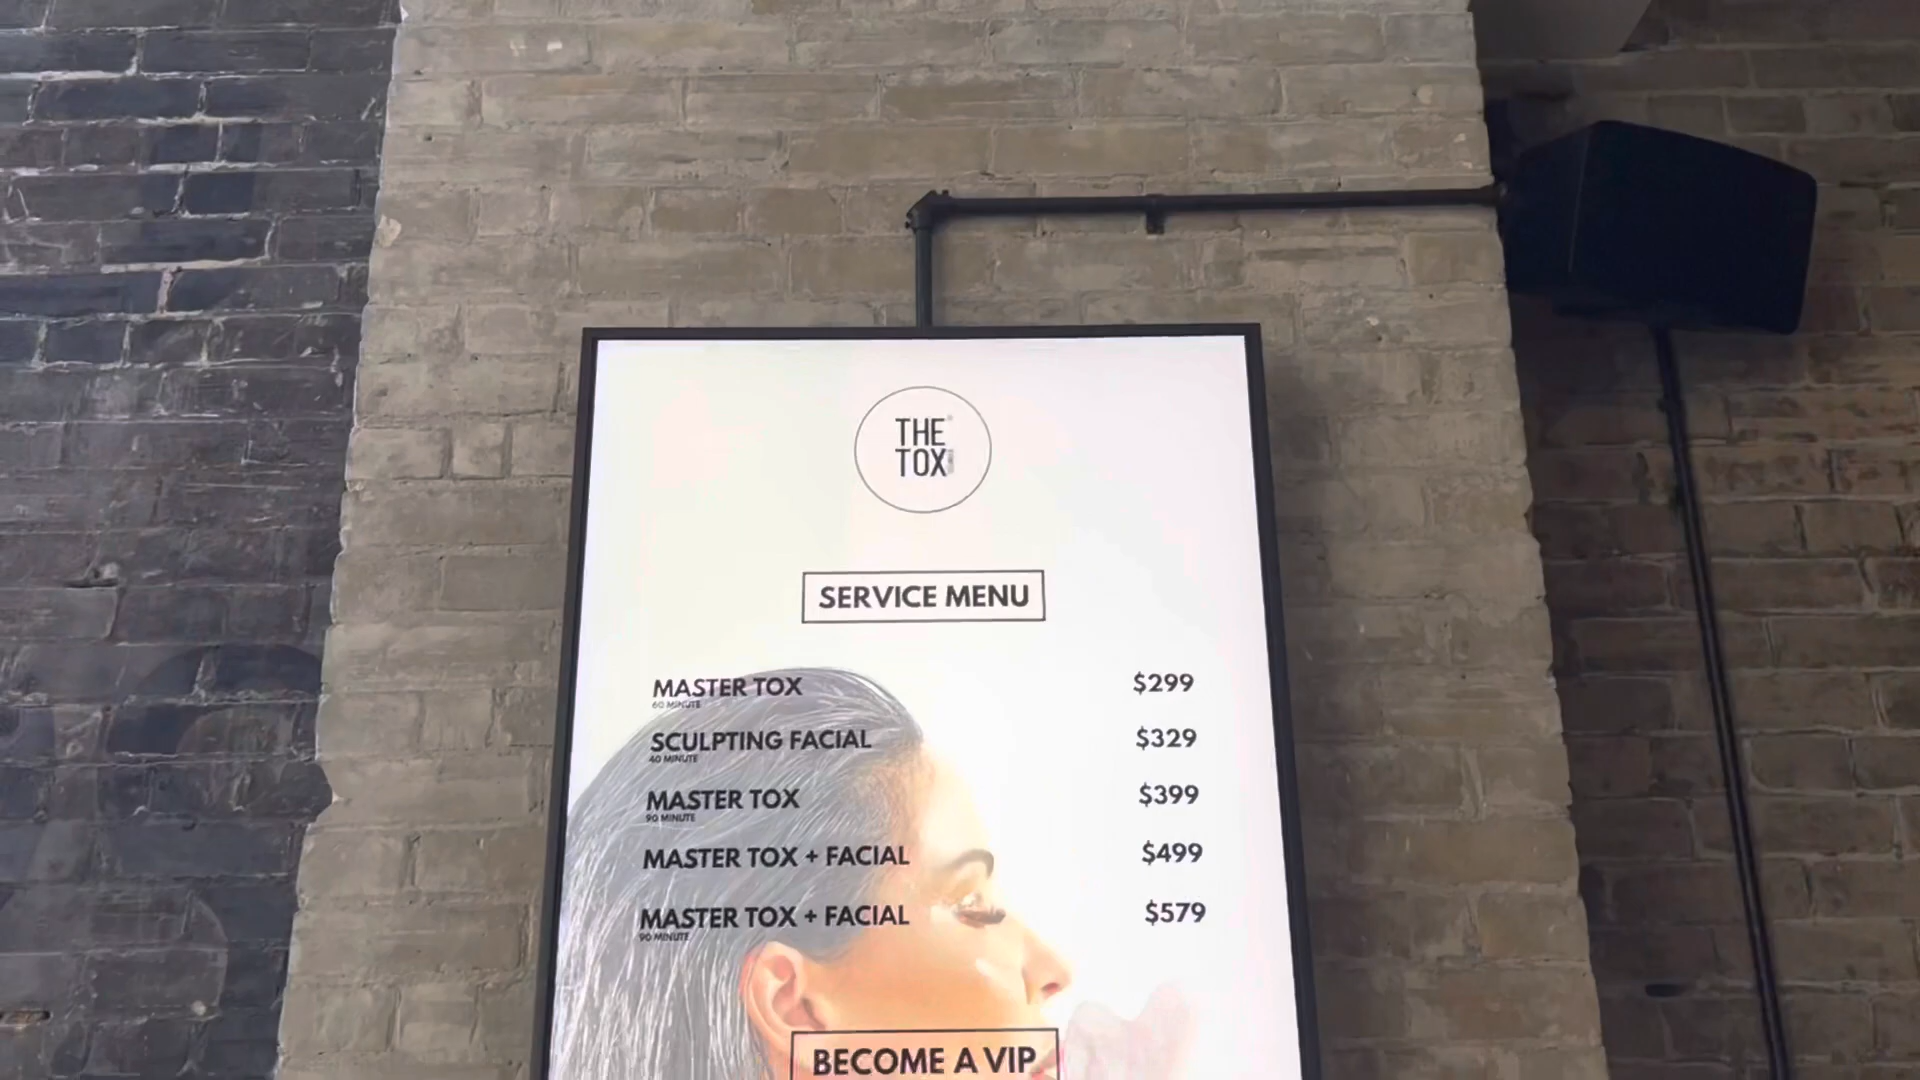 THE
TOX
SERVICE MENU
MASTER TOX $299
60 MINUTE
SCULPTING FACIAL $329
40 MINUTE
MASTER TOX $399
90 MINUTE
MASTER TOX + FACIAL $499
MASTER TOX + FACIAL $579
90 MINUTE
BECOME A VIP